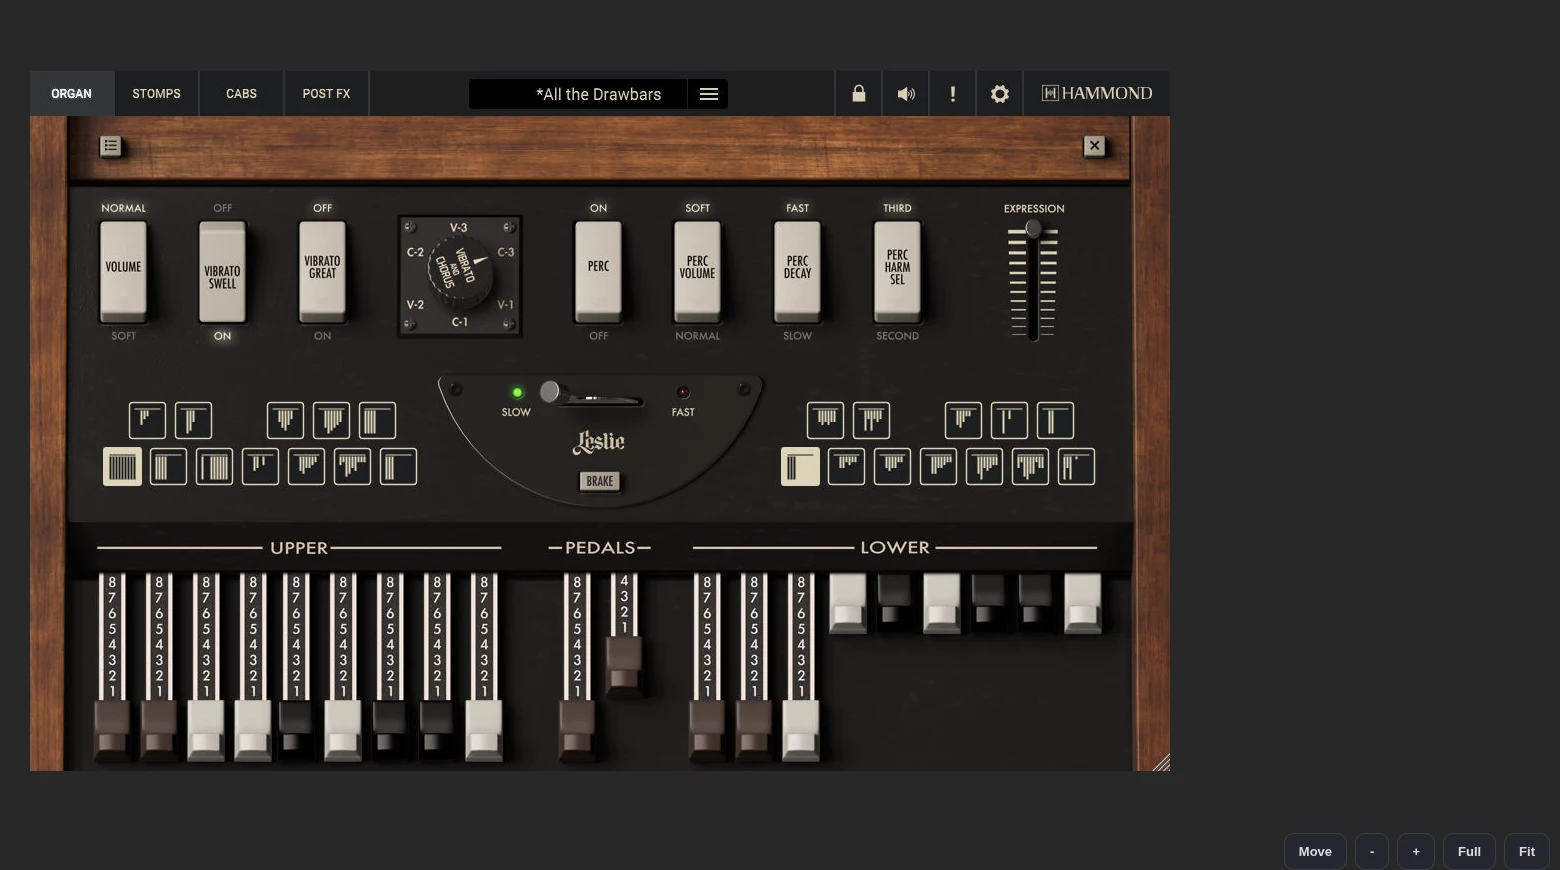 ORGAN STOMPS CABS POST FX *All the Drawbars ! HAMMOND
NORMAL OFF OFF ON SOFT FAST THIRD EXPRESSION
V-3
C-2 C-3
VOLUME VIBRATO SWELL VIBRATO GREAT VIBRATO AND CHORUS PERC PERC VOLUME PERC DECAY PERC HARM SEL
V-2 V-1
C-1
SOFT ON ON OFF NORMAL SLOW SECOND
SLOW FAST
Leslie
BRAKE
UPPER PEDALS LOWER
8 8 8 8 8 8 8 8 8 8 4 8 8 8
7 7 7 7 7 7 7 7 7 7 3 7 7 7
6 6 6 6 6 6 6 6 6 6 2 6 6 6
5 5 5 5 5 5 5 5 5 5 1 5 5 5
4 4 4 4 4 4 4 4 4 4 4 4 4
3 3 3 3 3 3 3 3 3 3 3 3 3
2 2 2 2 2 2 2 2 2 2 2 2 2
1 1 1 1 1 1 1 1 1 1 1 1 1
Move - + Full Fit